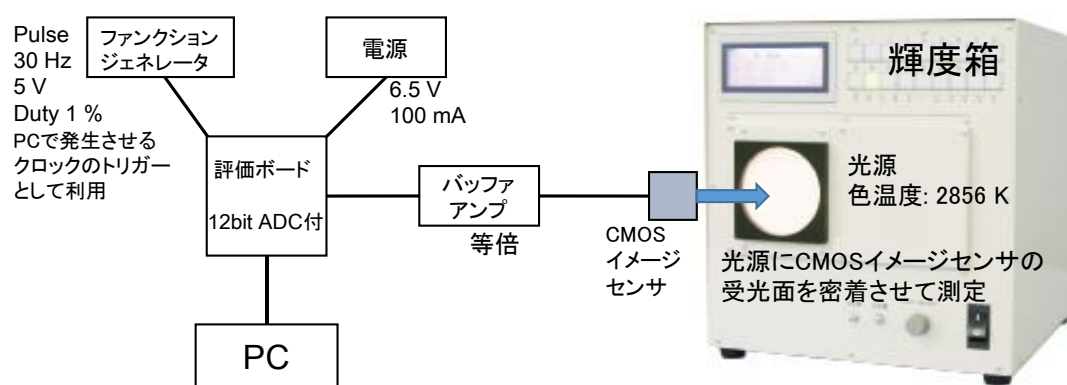 Pulse
30 Hz
5 V
Duty 1 %
PCで発生させる
クロックのトリガー
として利用
ファンクション
ジェネレータ
電源
6.5 V
100 mA
評価ボード
12bit ADC付
バッファ
アンプ
等倍
CMOS
イメージ
センサ
PC
輝度箱
光源
色温度: 2856 K
光源にCMOSイメージセンサの
受光面を密着させて測定